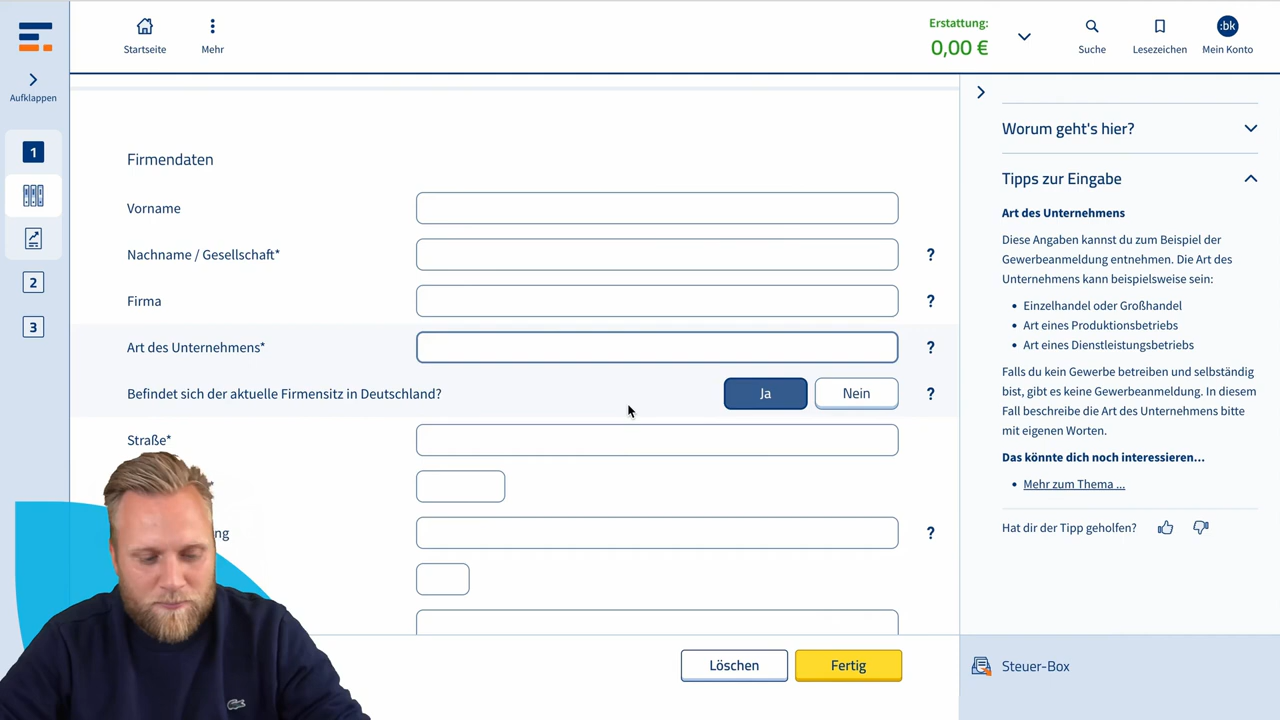 Startseite
Mehr
Erstattung:
0,00 €
Suche
:bk
Lesezeichen
Mein Konto
Aufklappen
1
2
3
Firmendaten
Vorname
Nachname / Gesellschaft*
?
Firma
?
Art des Unternehmens*
?
Befindet sich der aktuelle Firmensitz in Deutschland?
Ja
Nein
?
Straße*
ng
?
Löschen
Fertig
Worum geht's hier?
Tipps zur Eingabe
Art des Unternehmens
Diese Angaben kannst du zum Beispiel der
Gewerbeanmeldung entnehmen. Die Art des
Unternehmens kann beispielsweise sein:
• Einzelhandel oder Großhandel
• Art eines Produktionsbetriebs
• Art eines Dienstleistungsbetriebs
Falls du kein Gewerbe betreiben und selbständig
bist, gibt es keine Gewerbeanmeldung. In diesem
Fall beschreibe die Art des Unternehmens bitte
mit eigenen Worten.
Das könnte dich noch interessieren...
• Mehr zum Thema ...
Hat dir der Tipp geholfen?
Steuer-Box